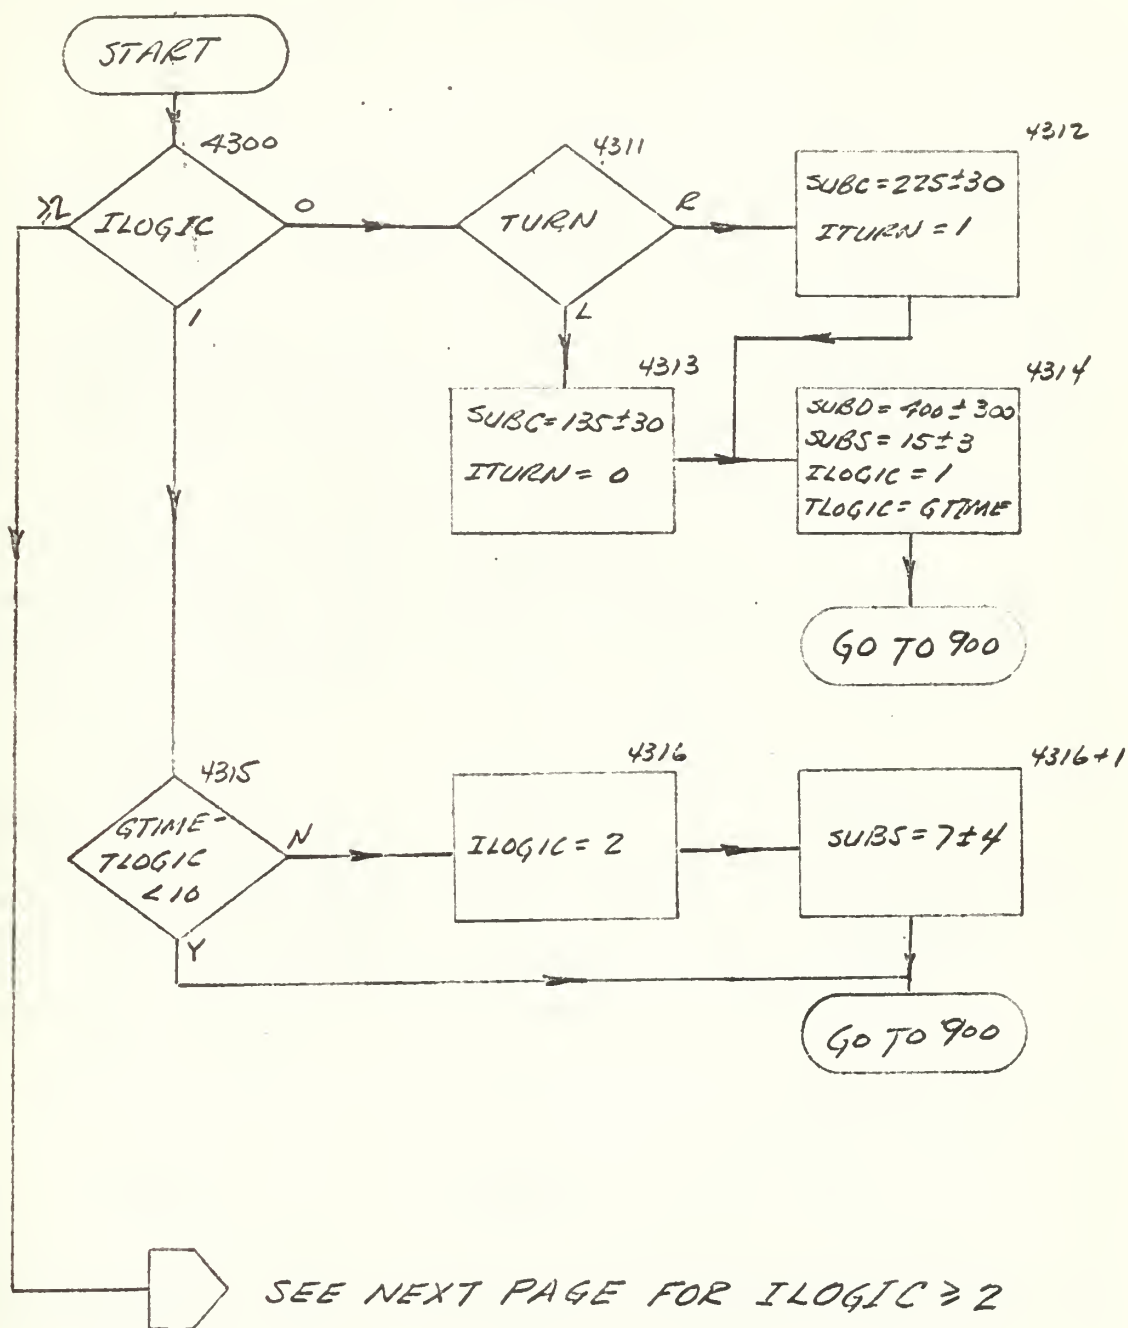 START
4300
ILOGIC
≥2
0
1
4311
TURN
R
L
4312
SUBC = 225 ± 30
ITURN = 1
4313
SUBC = 135 ± 30
ITURN = 0
4314
SUBD = 400 ± 300
SUBS = 15 ± 3
ILOGIC = 1
TLOGIC = GTIME
GO TO 900
4315
GTIME-
TLOGIC
< 10
N
Y
4316
ILOGIC = 2
4316 + 1
SUBS = 7 ± 4
GO TO 900
SEE NEXT PAGE FOR ILOGIC ≥ 2